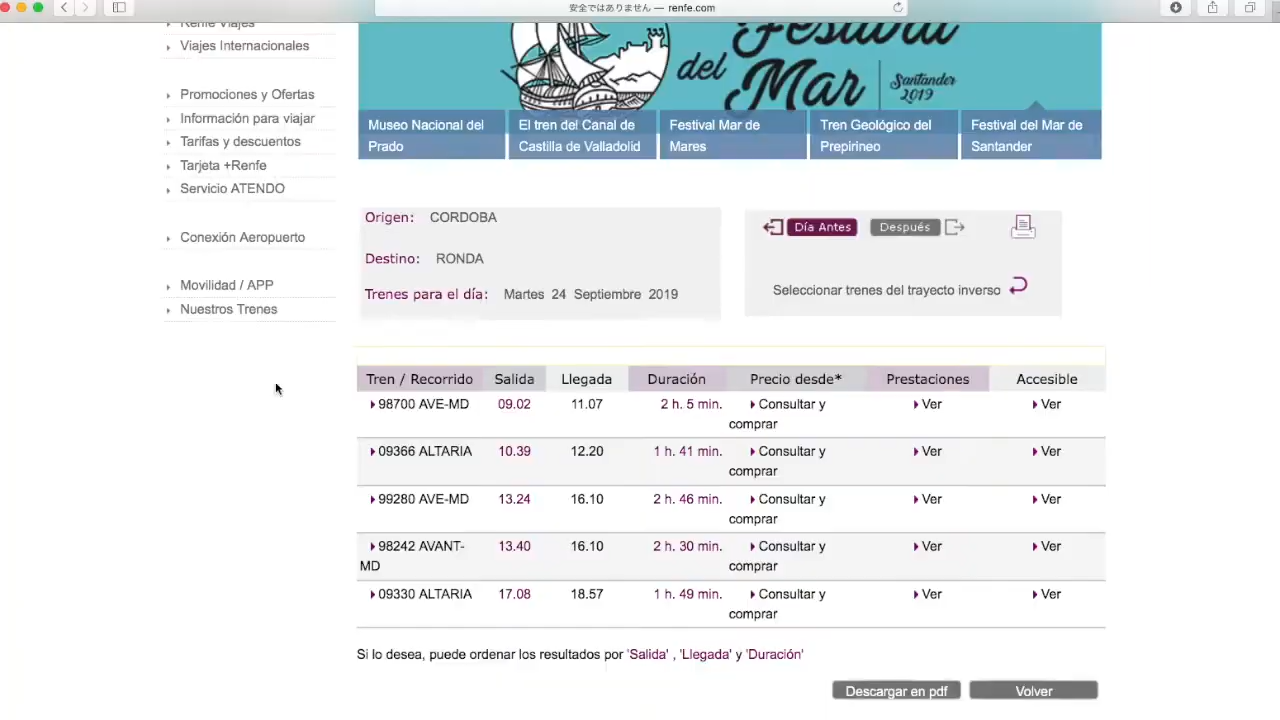 安全ではありません — renfe.com
Renfe Viajes
Viajes Internacionales
Promociones y Ofertas
Información para viajar
Tarifas y descuentos
Tarjeta +Renfe
Servicio ATENDO
Conexión Aeropuerto
Movilidad / APP
Nuestros Trenes
Festival
del Mar
Santander
2019
Museo Nacional del
Prado
El tren del Canal de
Castilla de Valladolid
Festival Mar de
Mares
Tren Geológico del
Prepirineo
Festival del Mar de
Santander
Origen: CORDOBA
Destino: RONDA
Trenes para el día: Martes 24 Septiembre 2019
Día Antes Después
Seleccionar trenes del trayecto inverso
Tren / Recorrido Salida Llegada Duración Precio desde* Prestaciones Accesible
98700 AVE-MD 09.02 11.07 2 h. 5 min. Consultar y Ver Ver
comprar
09366 ALTARIA 10.39 12.20 1 h. 41 min. Consultar y Ver Ver
comprar
99280 AVE-MD 13.24 16.10 2 h. 46 min. Consultar y Ver Ver
comprar
98242 AVANT- 13.40 16.10 2 h. 30 min. Consultar y Ver Ver
MD comprar
09330 ALTARIA 17.08 18.57 1 h. 49 min. Consultar y Ver Ver
comprar
Si lo desea, puede ordenar los resultados por 'Salida' , 'Llegada' y 'Duración'
Descargar en pdf Volver